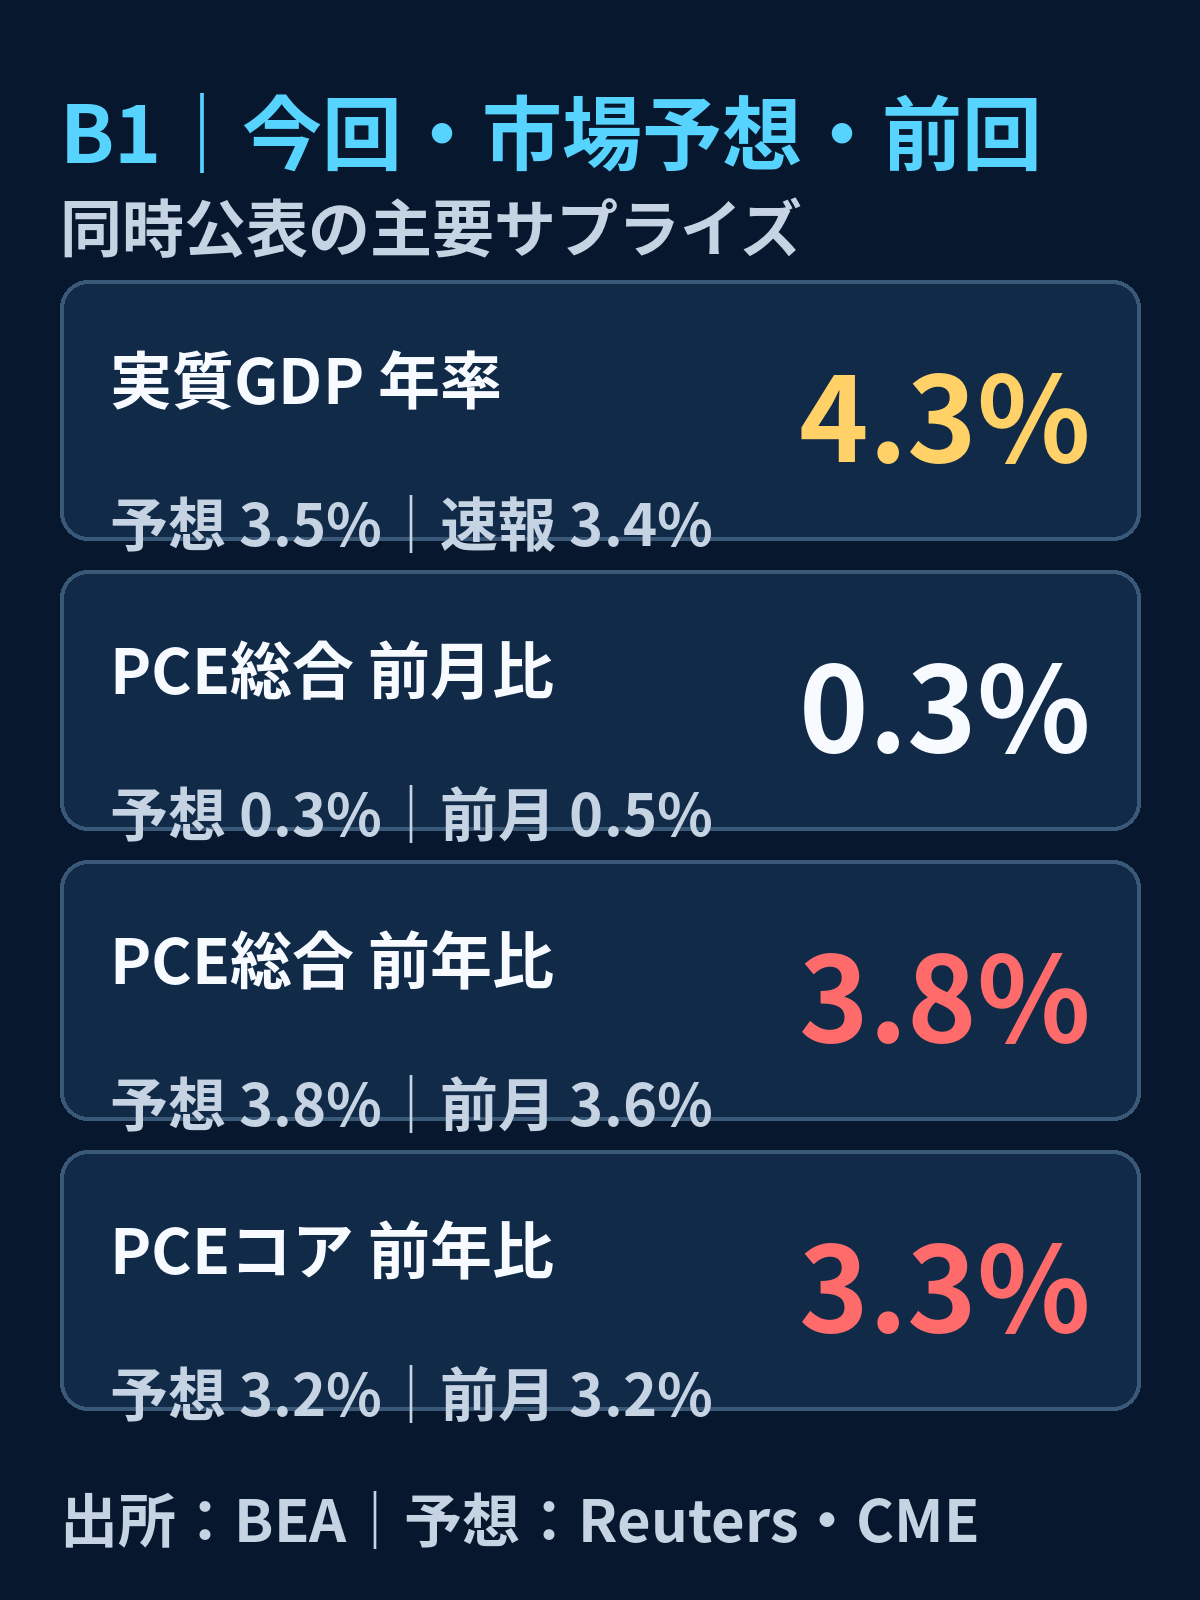 B1｜今回・市場予想・前回
同時公表の主要サプライズ
実質GDP 年率
4.3%
予想 3.5%｜速報 3.4%
PCE総合 前月比
0.3%
予想 0.3%｜前月 0.5%
PCE総合 前年比
3.8%
予想 3.8%｜前月 3.6%
PCEコア 前年比
3.3%
予想 3.2%｜前月 3.2%
出所：BEA｜予想：Reuters・CME